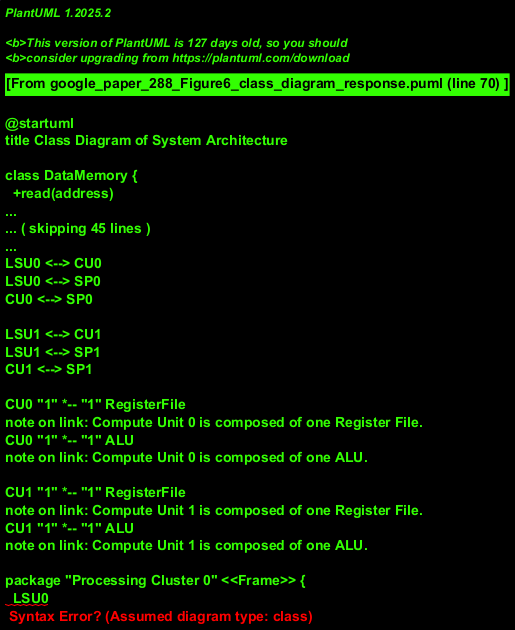 PlantUML 1.2025.2
<b>This version of PlantUML is 127 days old, so you should
<b>consider upgrading from https://plantuml.com/download
[From google_paper_288_Figure6_class_diagram_response.puml (line 70) ]
@startuml
title Class Diagram of System Architecture
class DataMemory {
+read(address)
...
... ( skipping 45 lines )
...
LSU0 <--> CU0
LSU0 <--> SP0
CU0 <--> SP0
LSU1 <--> CU1
LSU1 <--> SP1
CU1 <--> SP1
CU0 "1" *-- "1" RegisterFile
note on link: Compute Unit 0 is composed of one Register File.
CU0 "1" *-- "1" ALU
note on link: Compute Unit 0 is composed of one ALU.
CU1 "1" *-- "1" RegisterFile
note on link: Compute Unit 1 is composed of one Register File.
CU1 "1" *-- "1" ALU
note on link: Compute Unit 1 is composed of one ALU.
package "Processing Cluster 0" <<Frame>> {
LSU0
Syntax Error? (Assumed diagram type: class)